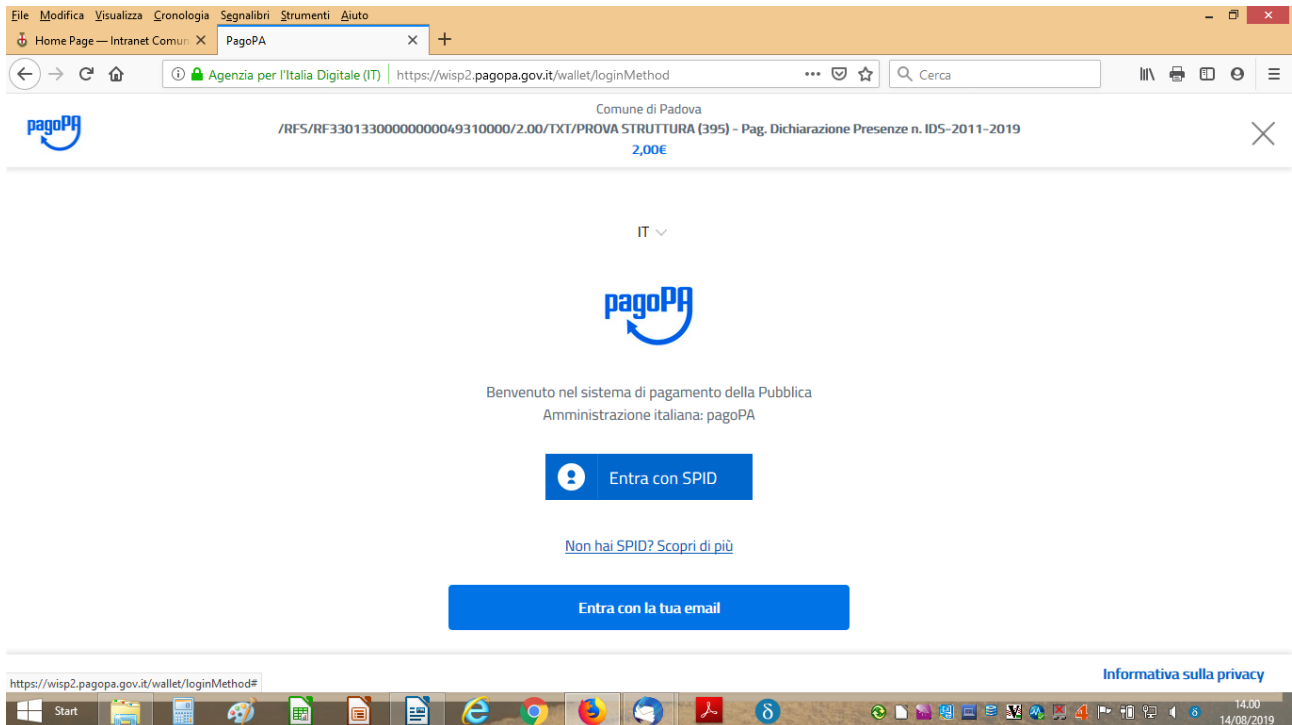 File Modifica Visualizza Cronologia Segnalibri Strumenti Aiuto
Home Page — Intranet Comun
PagoPA
Agenzia per l'Italia Digitale (IT) https://wisp2.pagopa.gov.it/wallet/loginMethod
Cerca
pagoPA
Comune di Padova
/RFS/RF33013300000000049310000/2.00/TXT/PROVA STRUTTURA (395) - Pag. Dichiarazione Presenze n. IDS-2011-2019
2,00€
IT
pagoPA
Benvenuto nel sistema di pagamento della Pubblica
Amministrazione italiana: pagoPA
Entra con SPID
Non hai SPID? Scopri di più
Entra con la tua email
Informativa sulla privacy
https://wisp2.pagopa.gov.it/wallet/loginMethod#
Start
14.00
14/08/2019